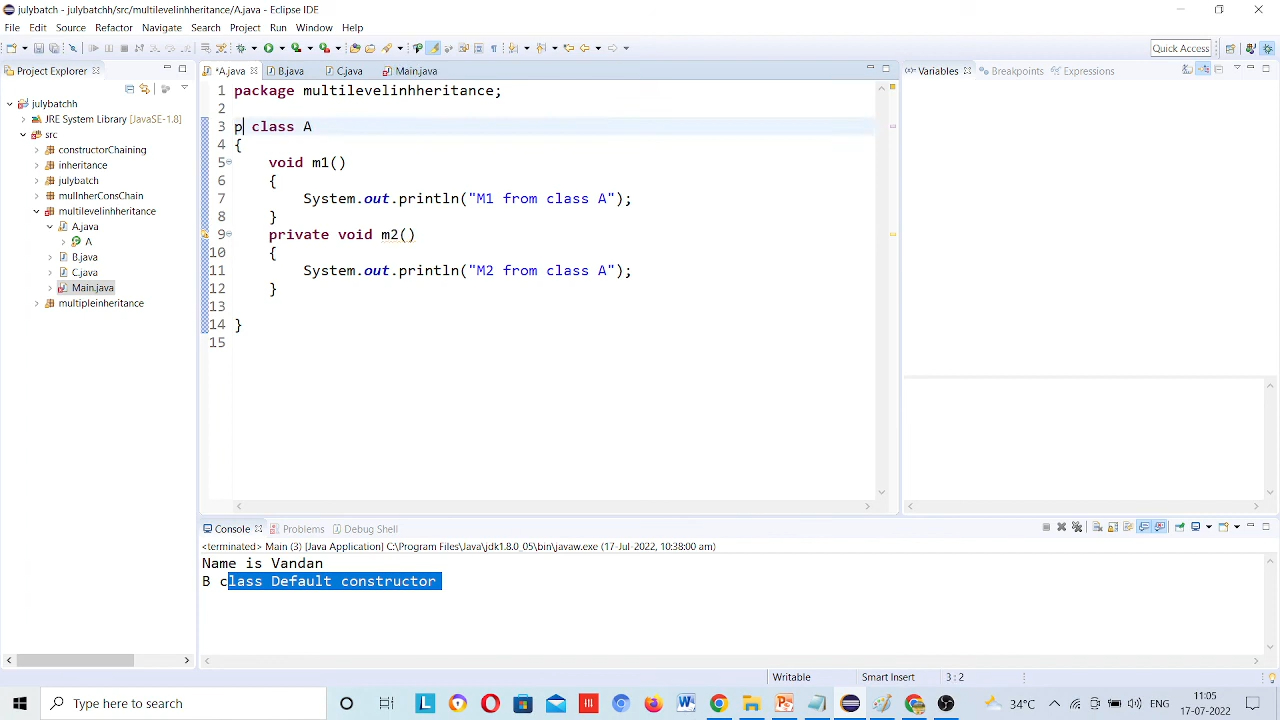 julybatch - julybatchh/src/multilevelinhheritance/A.java - Eclipse IDE
File Edit Source Refactor Navigate Search Project Run Window Help
Quick Access
Project Explorer
*A.java B.java C.java Main.java
Variables Breakpoints Expressions
julybatchh
JRE System Library [JavaSE-1.8]
src
constructorChaining
inheritance
julybatch
mulInherConsChain
multilevelinhheritance
A.java
A
B.java
C.java
Main.java
multipleinheritance
1 package multilevelinhheritance;
2
3 p class A
4 {
5 void m1()
6 {
7 System.out.println("M1 from class A");
8 }
9 private void m2()
10 {
11 System.out.println("M2 from class A");
12 }
13
14 }
15
Console Problems Debug Shell
<terminated> Main (3) [Java Application] C:\Program Files\Java\jdk1.8.0_05\bin\javaw.exe (17-Jul-2022, 10:38:00 am)
Name is Vandan
B class Default constructor
Writable Smart Insert 3 : 2
Type here to search
34°C ENG 11:05 17-07-2022